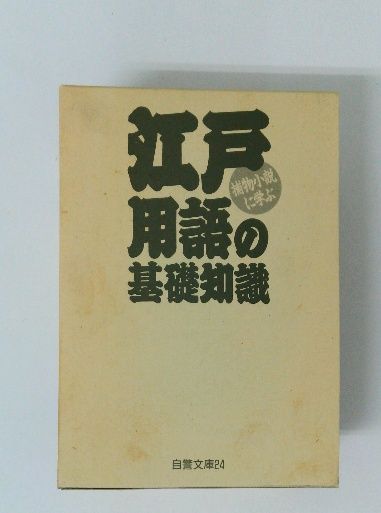 江戸
捕物小説
に学ぶ
用語の
基礎知識
自警文庫24